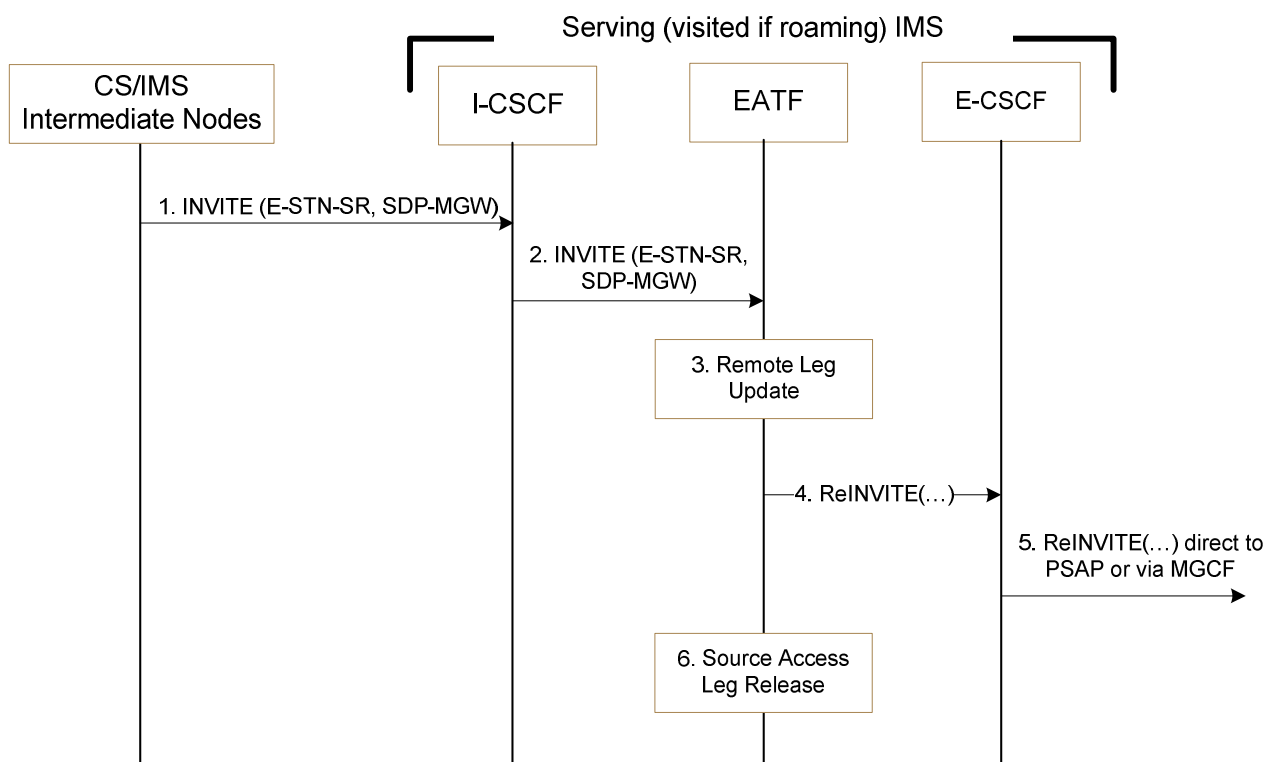 Serving (visited if roaming) IMS
CS/IMS
Intermediate Nodes
I-CSCF
EATF
E-CSCF
1. INVITE (E-STN-SR, SDP-MGW)
2. INVITE (E-STN-SR,
SDP-MGW)
3. Remote Leg
Update
4. ReINVITE(…)
5. ReINVITE(…) direct to
PSAP or via MGCF
6. Source Access
Leg Release